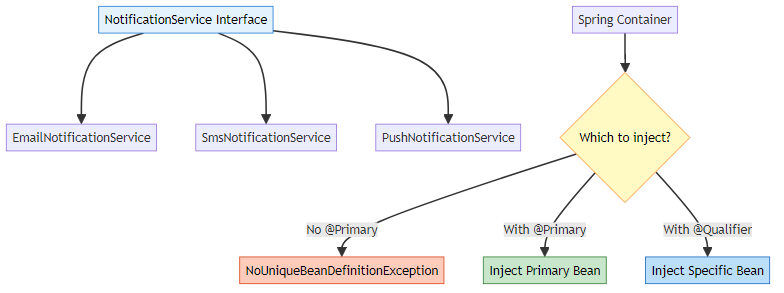 NotificationService Interface
Spring Container
EmailNotificationService
SmsNotificationService
PushNotificationService
Which to inject?
No @Primary
With @Primary
With @Qualifier
NoUniqueBeanDefinitionException
Inject Primary Bean
Inject Specific Bean